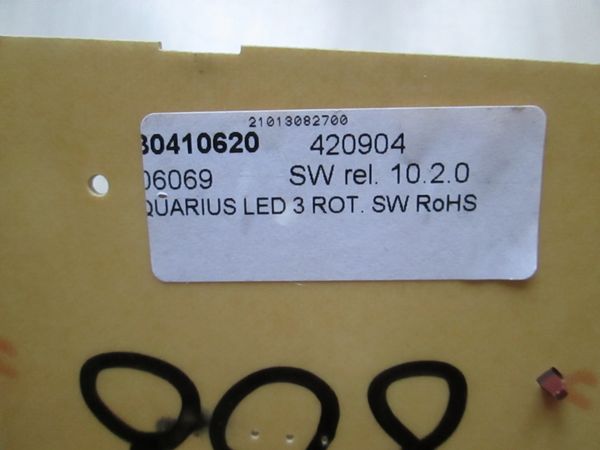 21013082700
30410620 420904
06069 SW rel. 10.2.0
QUARIUS LED 3 ROT. SW RoHS